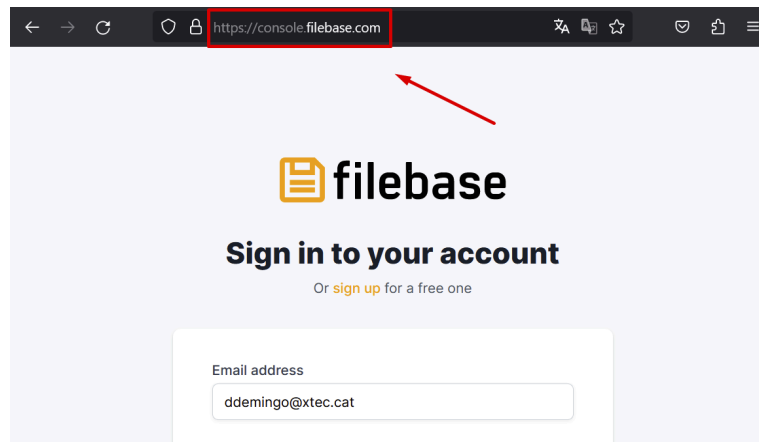 https://console.filebase.com
filebase
Sign in to your account
Or sign up for a free one
Email address
ddemingo@xtec.cat